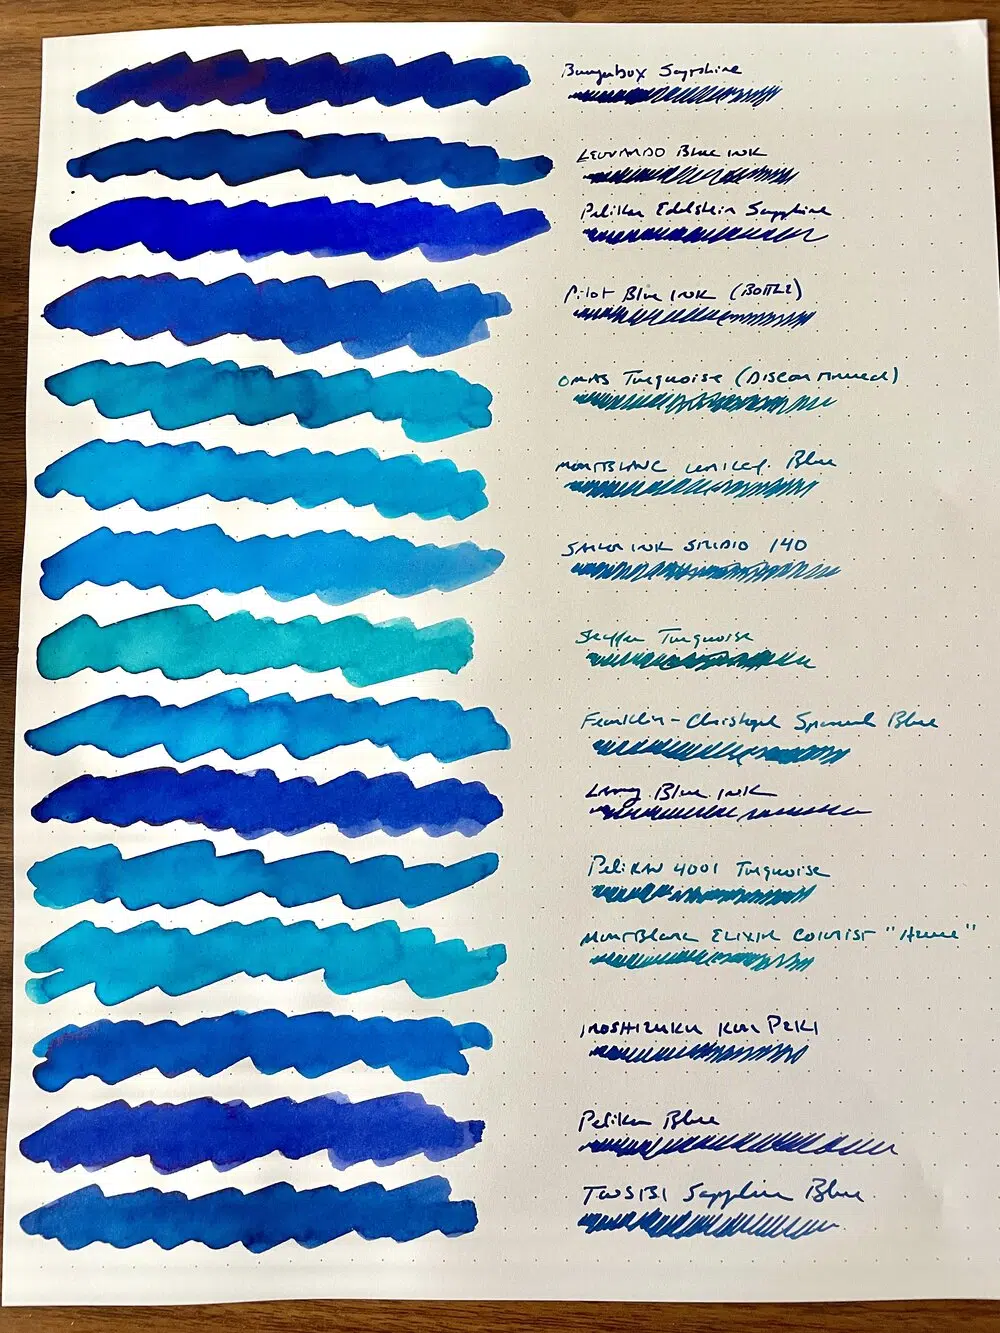 Bungubox Sapphire
LEONARDO Blue INK
Pelikan Edelstein Sapphire
Pilot Blue INK (BOTTLE)
OMAS Turquoise (Discontinued)
MONTBLANC Blue
SAILOR INK STUDIO 140
Sheaffer Turquoise
Franklin-Christoph Spanish Blue
Lamy Blue INK
Pelikan 4001 Turquoise
MontBlanc ELIXIR COLORIST "Azure"
IROSHIZUKU KON PEKI
Pelikan Blue
TWSBI Sapphire Blue